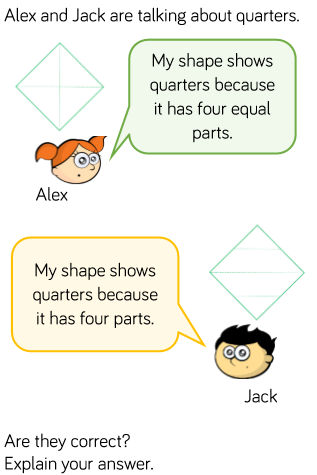 Alex and Jack are talking about quarters.
My shape shows
quarters because
it has four equal
parts.
Alex
My shape shows
quarters because
it has four parts.
Jack
Are they correct?
Explain your answer.